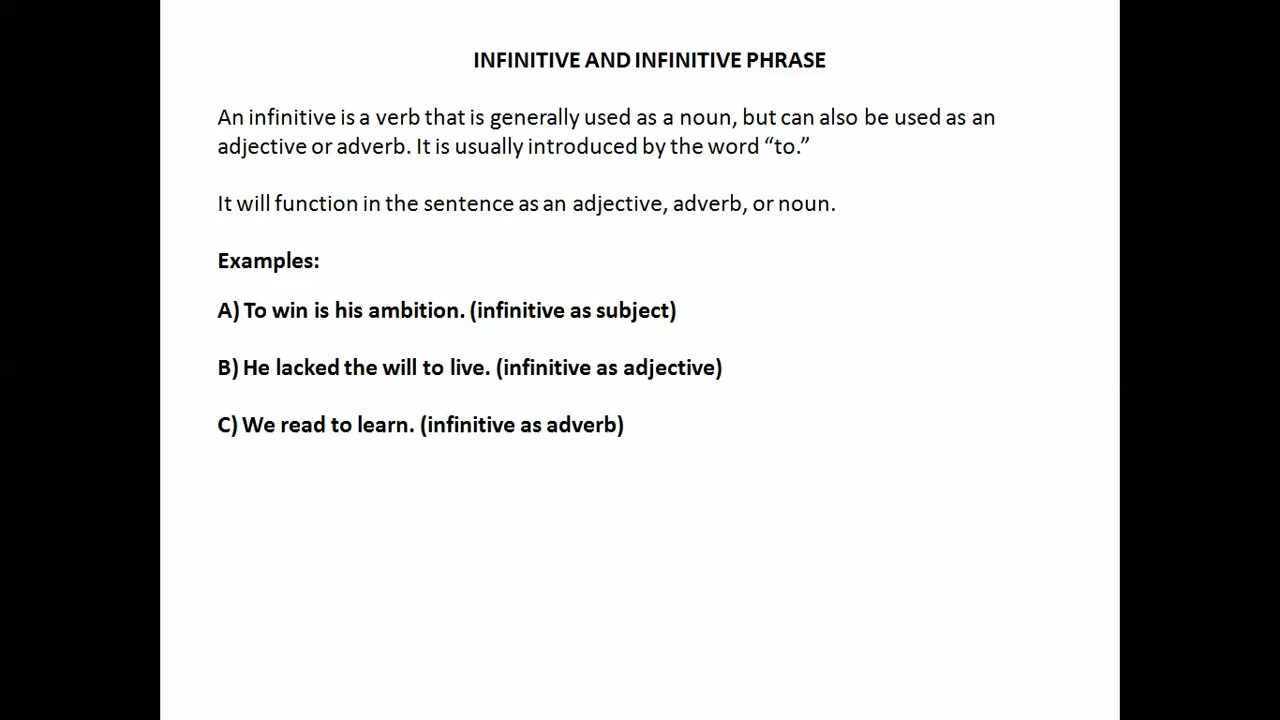 INFINITIVE AND INFINITIVE PHRASE
An infinitive is a verb that is generally used as a noun, but can also be used as an
adjective or adverb. It is usually introduced by the word “to.”
It will function in the sentence as an adjective, adverb, or noun.
Examples:
A) To win is his ambition. (infinitive as subject)
B) He lacked the will to live. (infinitive as adjective)
C) We read to learn. (infinitive as adverb)